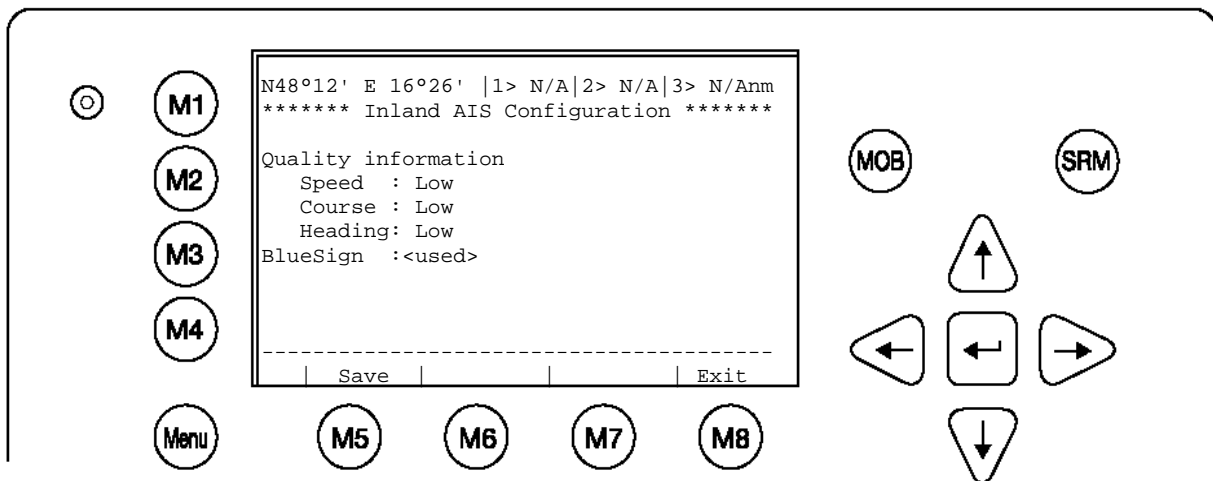 N48°12' E 16°26' |1> N/A|2> N/A|3> N/Anm
******* Inland AIS Configuration *******
Quality information
Speed : Low
Course : Low
Heading: Low
BlueSign :<used>
----------------------------------------
| Save | | | Exit
M1
M2
M3
M4
Menu
M5
M6
M7
M8
MOB
SRM